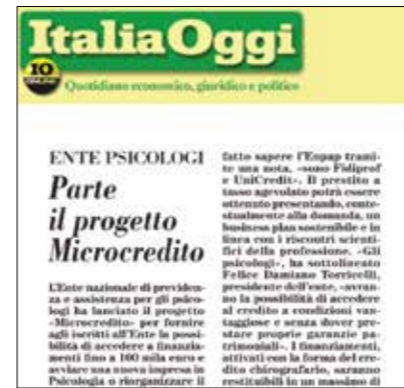 ItaliaOggi
10
Quotidiano economico, giuridico e politico
ENTE PSICOLOGI
Parte
il progetto
Microcredito
L'Ente nazionale di previden-
za e assistenza per gli psico-
logi ha lanciato il progetto
«Microcredito» per fornire
agli iscritti all'Ente la possi-
bilità di accedere a finanzia-
menti fino a 100 mila euro e
avviare una nuova impresa in
Psicologia o riorganizzare il
fatto sapere l'Enpap trami-
te una nota, «sono Fidiprof
e UniCredit». Il prestito a
tasso agevolato potrà essere
ottenuto presentando, conte-
stualmente alla domanda, un
business plan sostenibile e in
linea con i riscontri scienti-
fici della professione. «Gli
psicologi», ha sottolineato
Felice Damiano Torricelli,
presidente dell'ente, «avran-
no la possibilità di accedere
al credito a condizioni van-
taggiose e senza dover pre-
stare proprie garanzie pa-
trimoniali». I finanziamenti,
attivati con la forma del cre-
dito chirografario, saranno
restituibili in un massimo di